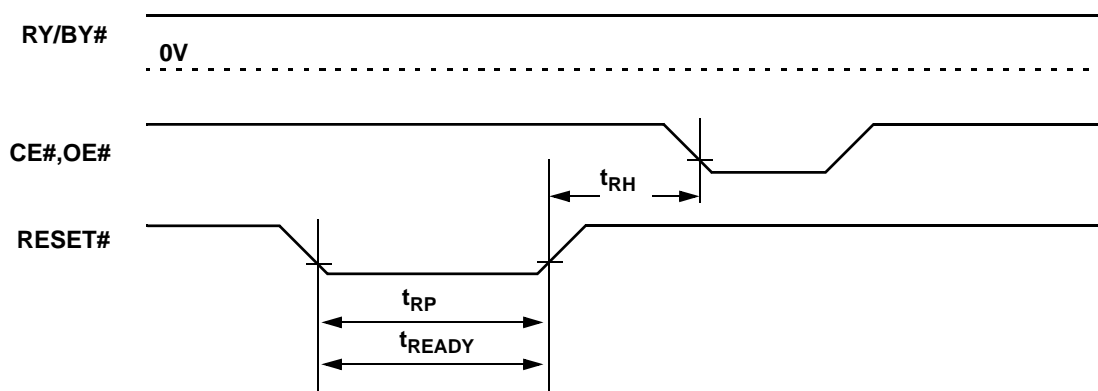 RY/BY#
0V
CE#,OE#
tRH
RESET#
tRP
tREADY